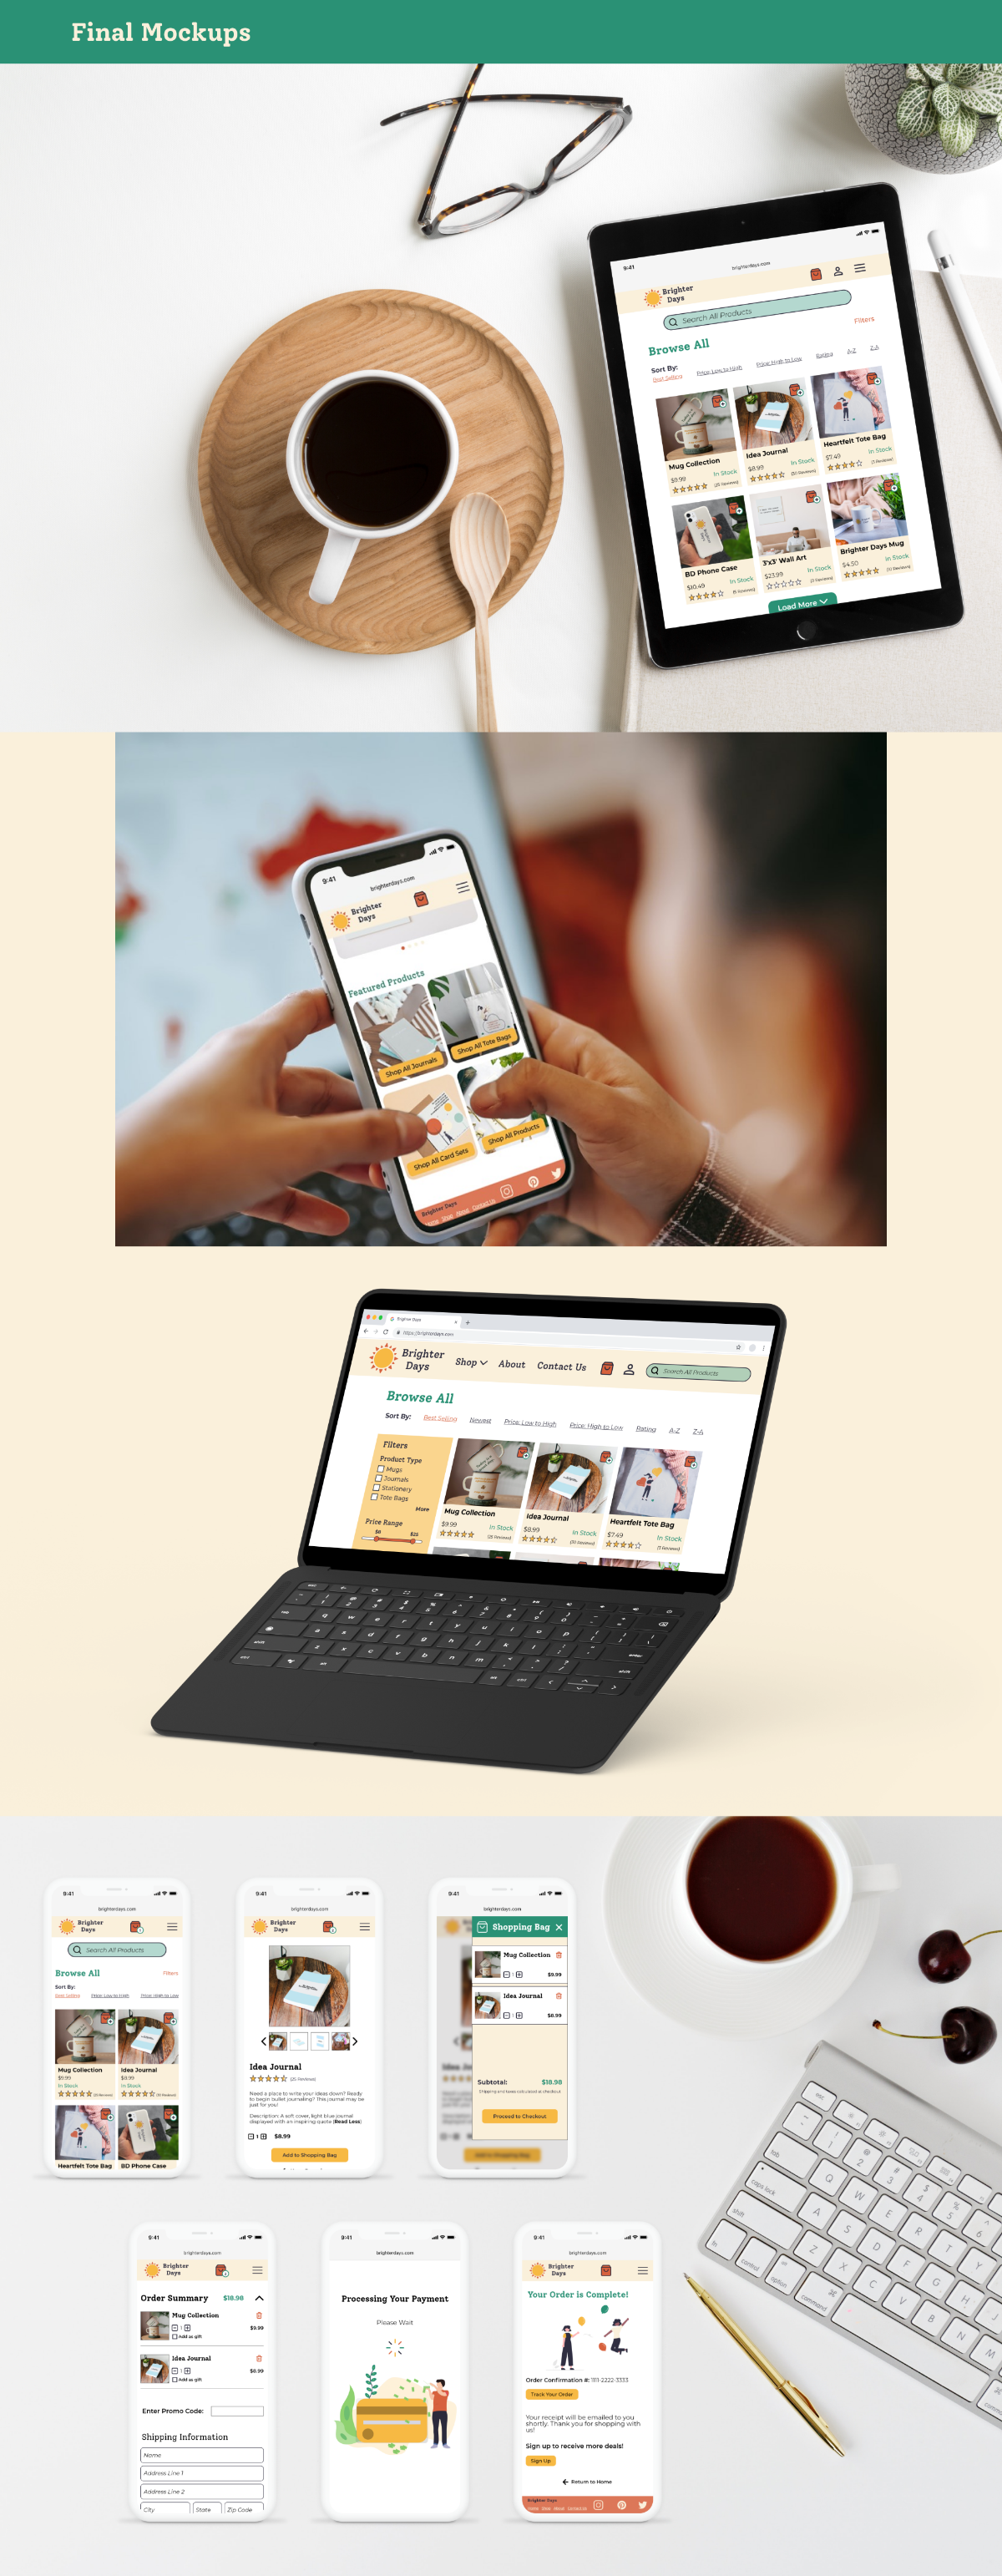 Final Mockups
9:41
brighterdays.com
Brighter
Days
Search All Products
Filters
Browse All
Sort By:
Best Selling
Price: Low to High
Price: High to Low
Rating
A-Z
Z-A
Mug Collection
$9.99
In Stock
Idea Journal
$8.99
In Stock
Heartfelt Tote Bag
$7.49
In Stock
BD Phone Case
$10.49
In Stock
3'x3' Wall Art
$23.99
In Stock
Brighter Days Mug
$4.50
In Stock
Load More
9:41
brighterdays.com
Brighter
Days
Featured Products
Shop All Journals
Shop All Tote Bags
Shop All Card Sets
Shop All Products
Brighter Days
Contact Us
Brighter Days
https://brighterdays.com
Brighter
Days
Shop
About
Contact Us
Search All Products
Browse All
Sort By:
Best Selling
Newest
Price: Low to High
Price: High to Low
Rating
A-Z
Z-A
Filters
Product Type
Mugs
Journals
Stationery
Tote Bags
More
Price Range
$0
$25
Mug Collection
$9.99
In Stock
Idea Journal
$8.99
In Stock
Heartfelt Tote Bag
$7.49
In Stock
9:41
brighterdays.com
Brighter
Days
Search All Products
Browse All
Filters
Sort By:
Best Selling
Price: Low to High
Price: High to Low
Mug Collection
$9.99
In Stock
Idea Journal
$8.99
In Stock
Heartfelt Tote Bag
BD Phone Case
9:41
brighterdays.com
Brighter
Days
Idea Journal
(25 Reviews)
Need a place to write your ideas down? Ready
to begin bullet journaling? This journal may be
just for you!
Description: A soft cover, light blue journal
displayed with an inspiring quote (Read Less)
1
$8.99
Add to Shopping Bag
9:41
brighterdays.com
Shopping Bag
Mug Collection
1
$9.99
Idea Journal
1
$8.99
Subtotal:
$18.98
Shipping and taxes calculated at checkout
Proceed to Checkout
9:41
brighterdays.com
Brighter
Days
Order Summary
$18.98
Mug Collection
1
$9.99
Add as gift
Idea Journal
1
$8.99
Add as gift
Enter Promo Code:
Shipping Information
Name
Address Line 1
Address Line 2
City
State
Zip Code
9:41
brighterdays.com
Processing Your Payment
Please Wait
9:41
brighterdays.com
Brighter
Days
Your Order is Complete!
Order Confirmation #: 1111-2222-3333
Track Your Order
Your receipt will be emailed to you
shortly. Thank you for shopping with
us!
Sign up to receive more deals!
Sign Up
Return to Home
Brighter Days
Home Shop About Contact Us
esc
tab
caps lock
shift
fn
control
option
command
Q
W
E
R
T
Y
A
S
D
F
G
H
J
Z
X
C
V
B
N
M